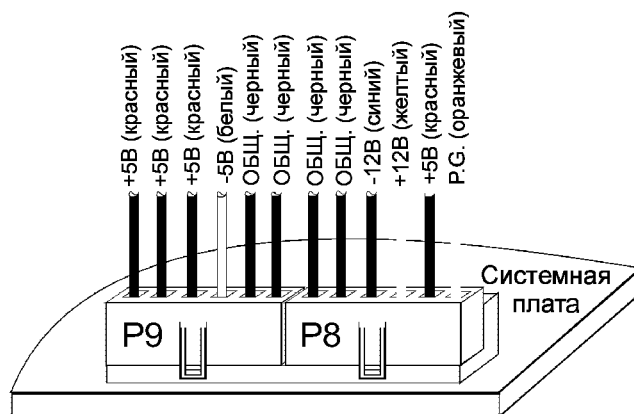 +5В (красный)
+5В (красный)
+5В (красный)
-5В (белый)
ОБЩ. (черный)
ОБЩ. (черный)
ОБЩ. (черный)
ОБЩ. (черный)
-12В (синий)
+12В (желтый)
+5В (красный)
P.G. (оранжевый)
Системная
плата
P9
P8